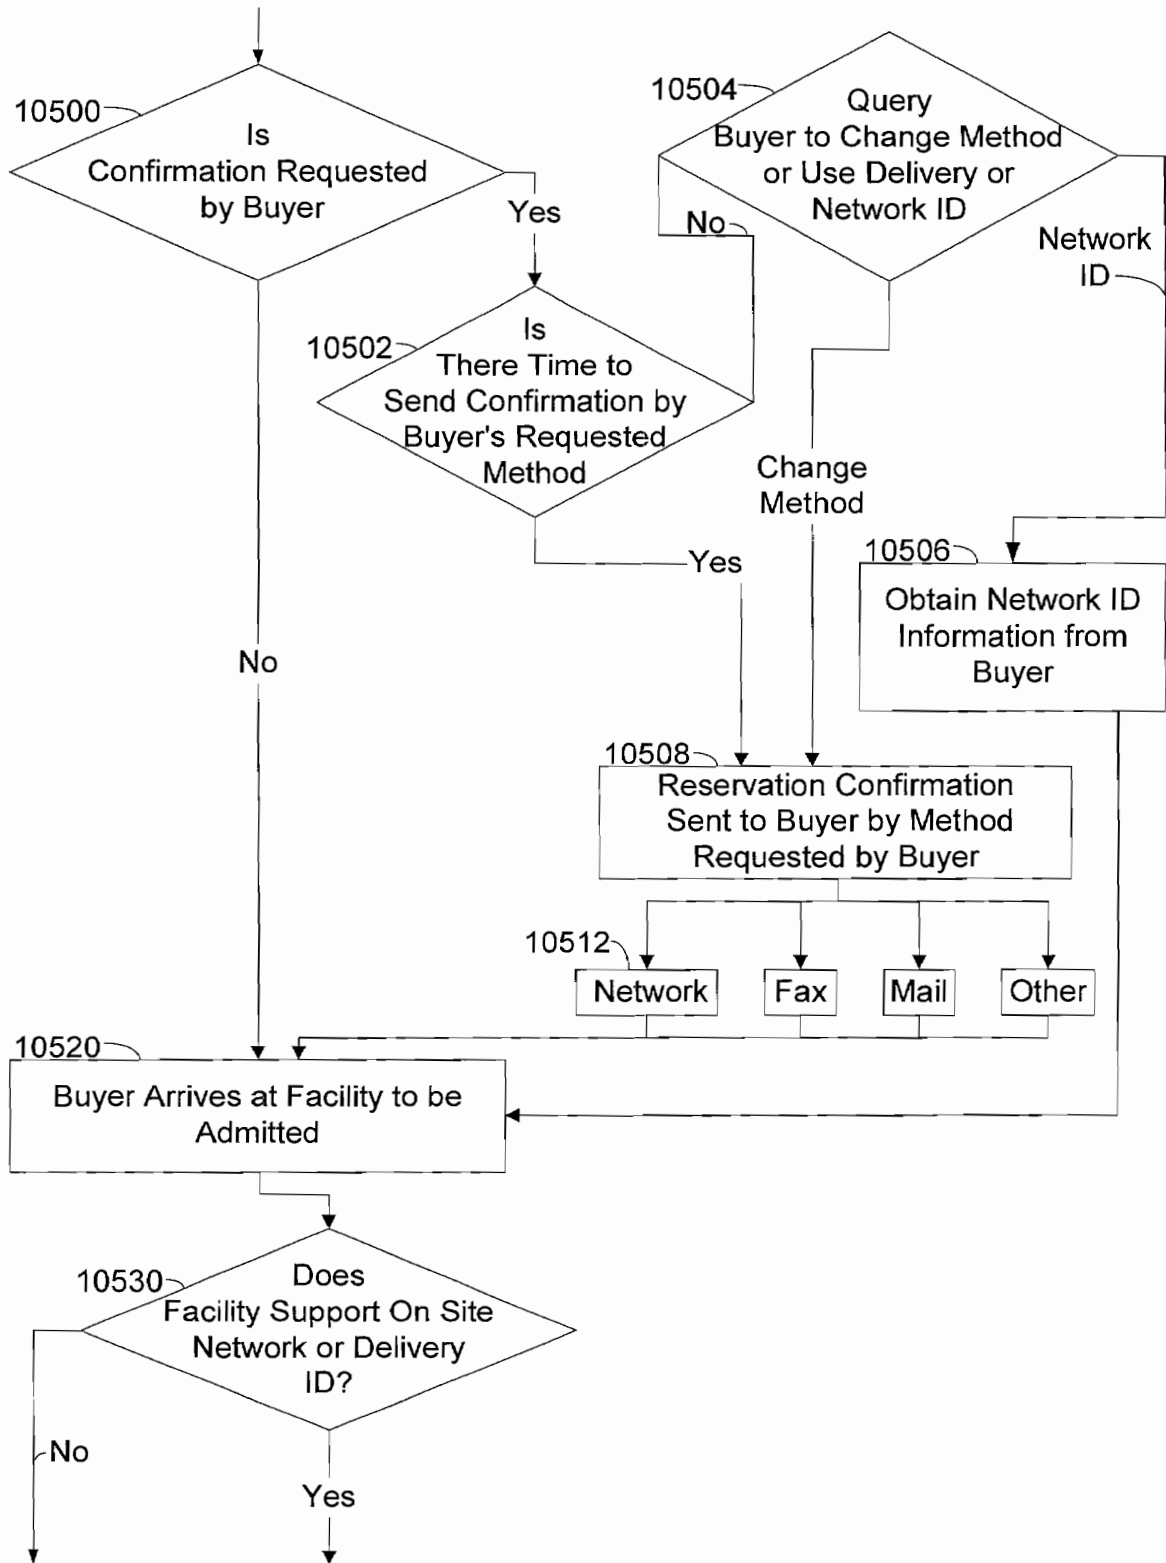 10500
Is
Confirmation Requested
by Buyer
Yes
No
10504
Query
Buyer to Change Method
or Use Delivery or
Network ID
No
Network
ID
10502
Is
There Time to
Send Confirmation by
Buyer's Requested
Method
Yes
Change
Method
10506
Obtain Network ID
Information from
Buyer
10508
Reservation Confirmation
Sent to Buyer by Method
Requested by Buyer
10512
Network
Fax
Mail
Other
10520
Buyer Arrives at Facility to be
Admitted
10530
Does
Facility Support On Site
Network or Delivery
ID?
No
Yes